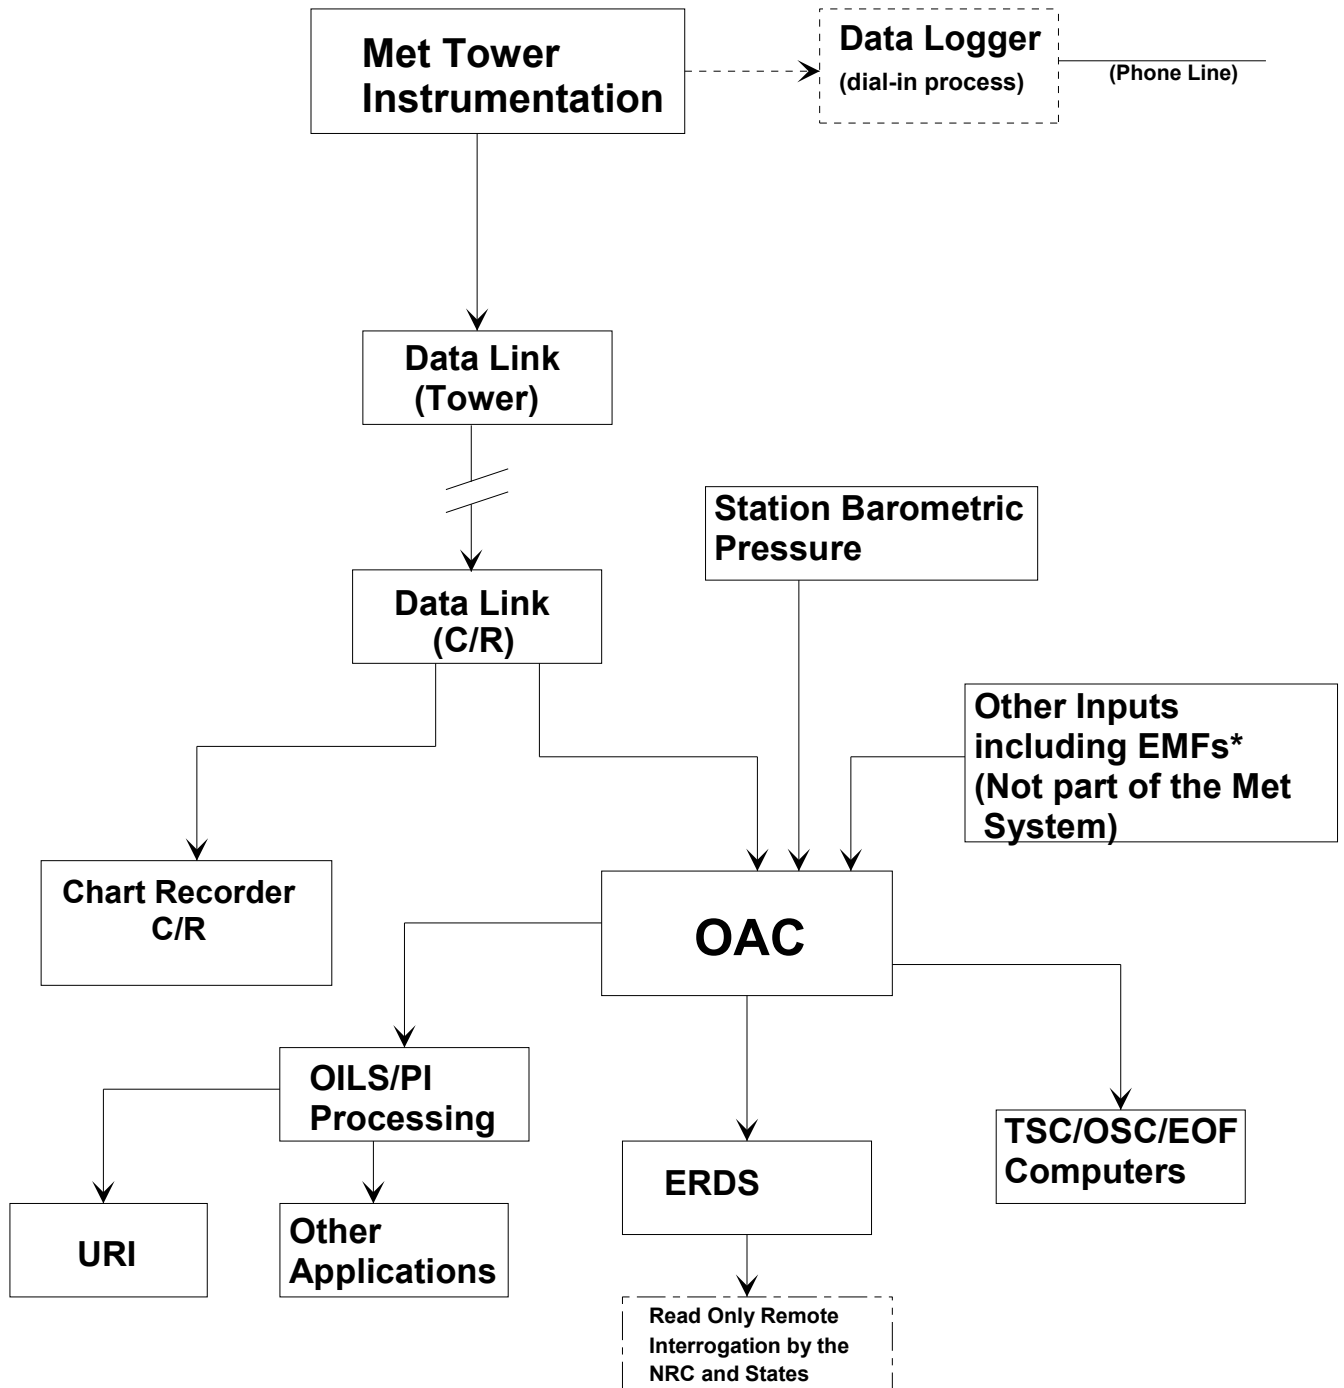 Met Tower
Instrumentation
Data Logger
(dial-in process)
(Phone Line)
Data Link
(Tower)
Station Barometric
Pressure
Data Link
(C/R)
Other Inputs
including EMFs*
(Not part of the Met
System)
Chart Recorder
C/R
OAC
OILS/PI
Processing
TSC/OSC/EOF
Computers
ERDS
URI
Other
Applications
Read Only Remote
Interrogation by the
NRC and States